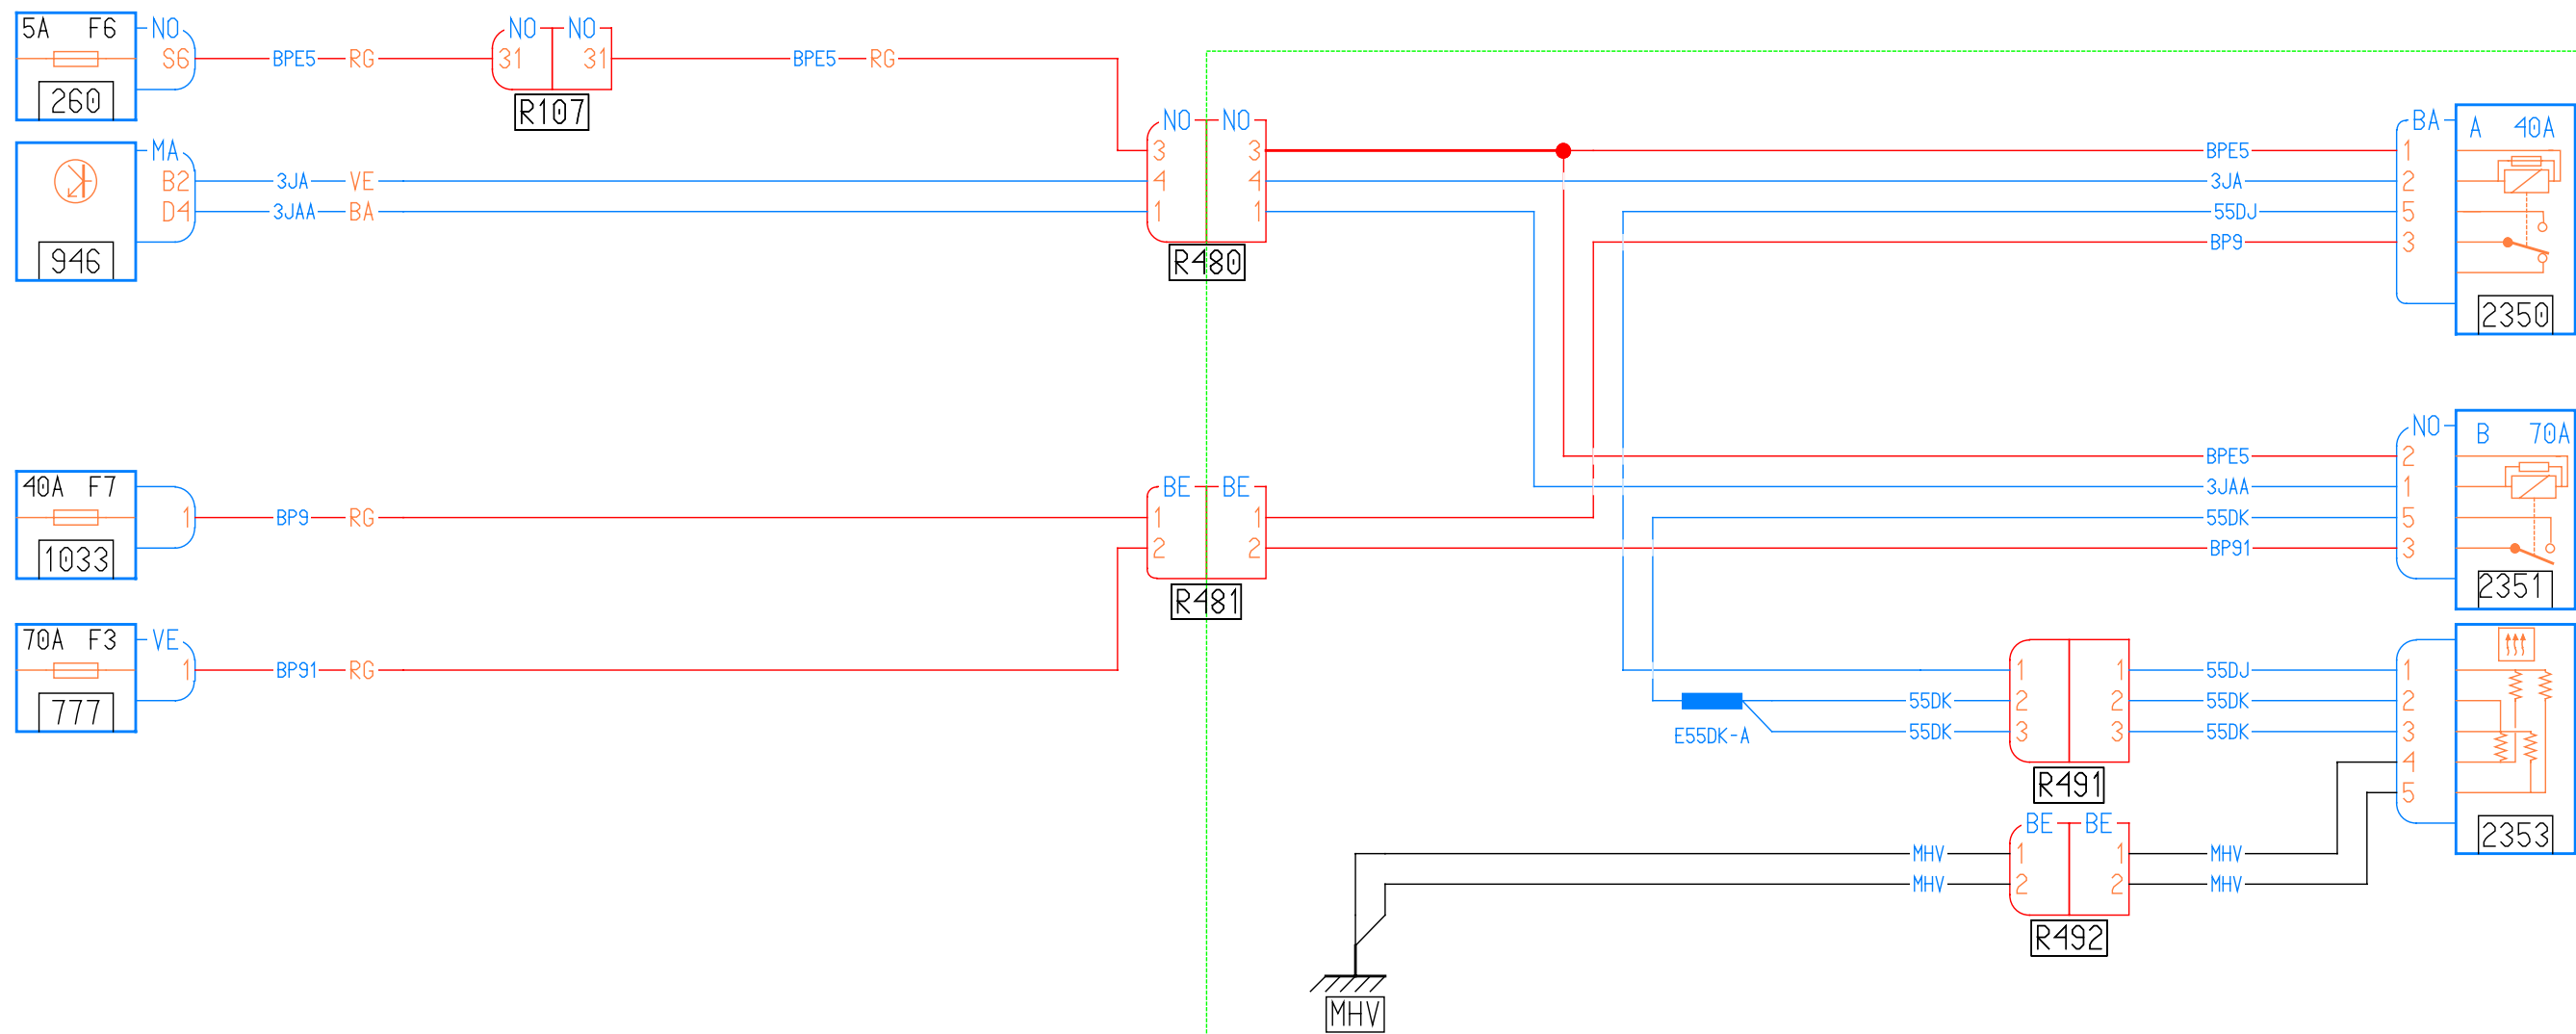 5A F6 NO NO NO
S6 BPE5 RG 31 31 BPE5 RG
260 R107
NO NO BA A 40A
MA 3 3 BPE5 1
B2 3JA VE 4 4 3JA 2
D4 3JAA BA 1 1 55DJ 5
BP9 3
946 R480
2350
NO B 70A
BPE5 2
40A F7 BE BE 3JAA 1
1 BP9 RG 1 1 55DK 5
2 2 BP91 3
1033 R481 2351
70A F3 VE
1 BP91 RG 1 1 55DJ 1
777 55DK 2 2 55DK 2
E55DK-A 55DK 3 3 55DK 3
4
R491 5
BE BE 2353
MHV 1 1 MHV
MHV 2 2 MHV
R492
MHV